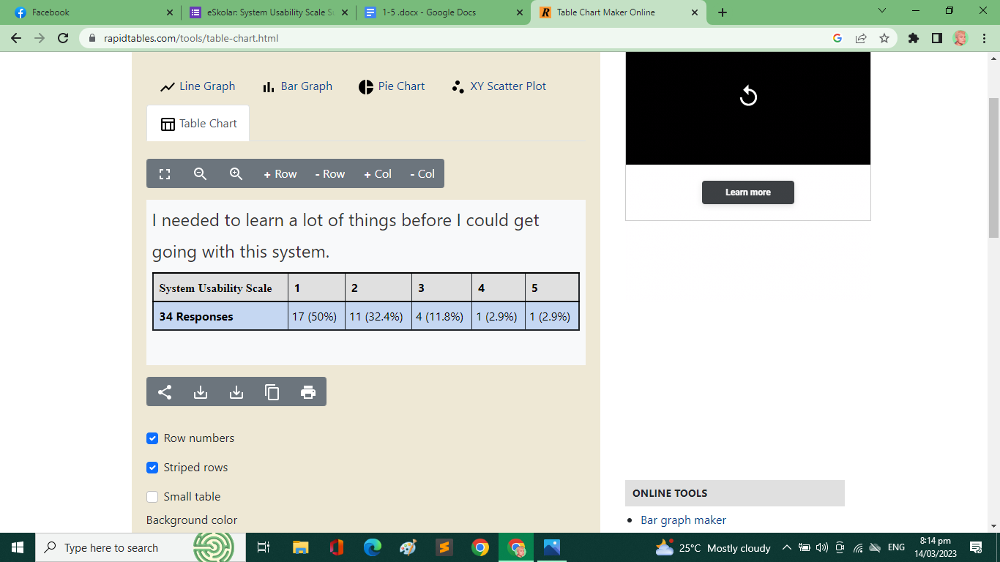 Facebook
eSkolar: System Usability Scale Su
1-5 .docx - Google Docs
Table Chart Maker Online
rapidtables.com/tools/table-chart.html
Line Graph
Bar Graph
Pie Chart
XY Scatter Plot
Table Chart
+ Row
- Row
+ Col
- Col
I needed to learn a lot of things before I could get
going with this system.
System Usability Scale 1 2 3 4 5
34 Responses 17 (50%) 11 (32.4%) 4 (11.8%) 1 (2.9%) 1 (2.9%)
Row numbers
Striped rows
Small table
Background color
Learn more
ONLINE TOOLS
Bar graph maker
Type here to search
25°C Mostly cloudy
ENG
8:14 pm
14/03/2023